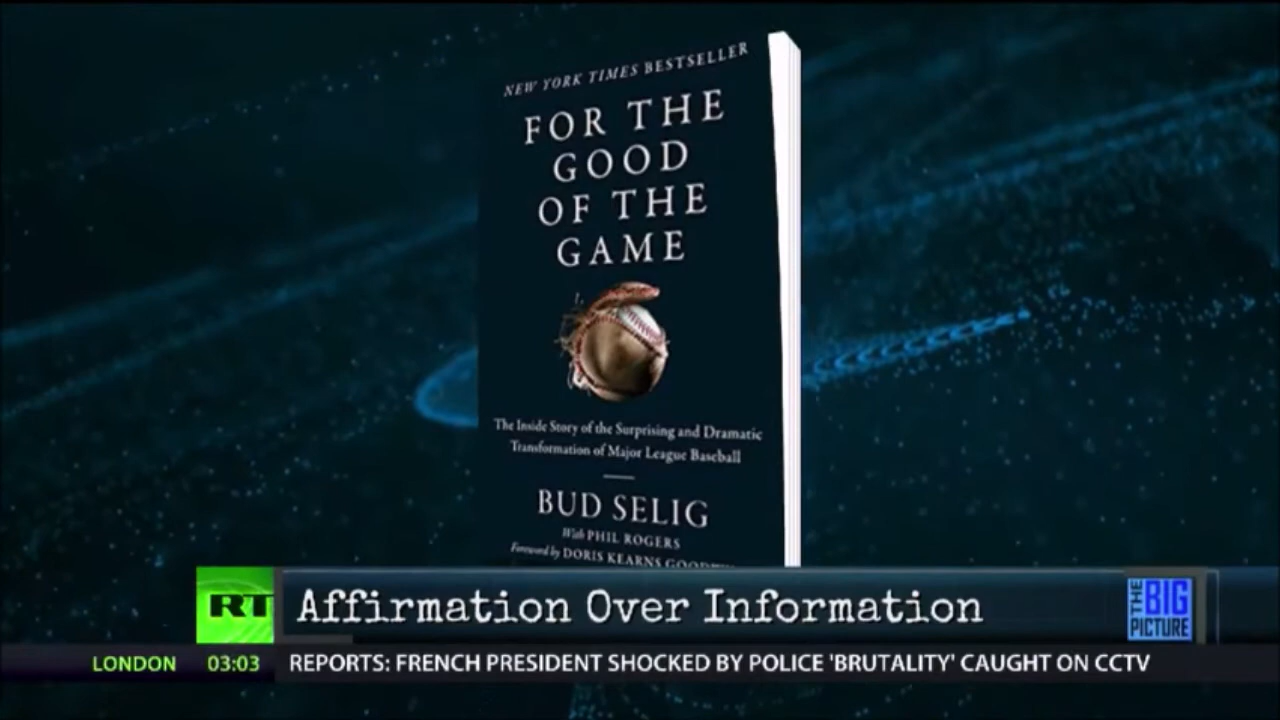 NEW YORK TIMES BESTSELLER
FOR THE
GOOD
OF THE
GAME
The Inside Story of the Surprising and Dramatic
Transformation of Major League Baseball
BUD SELIG
With PHIL ROGERS
Foreword by DORIS KEARNS
RT
Affirmation Over Information
THE
BIG
PICTURE
LONDON 03:03 REPORTS: FRENCH PRESIDENT SHOCKED BY POLICE 'BRUTALITY' CAUGHT ON CCTV